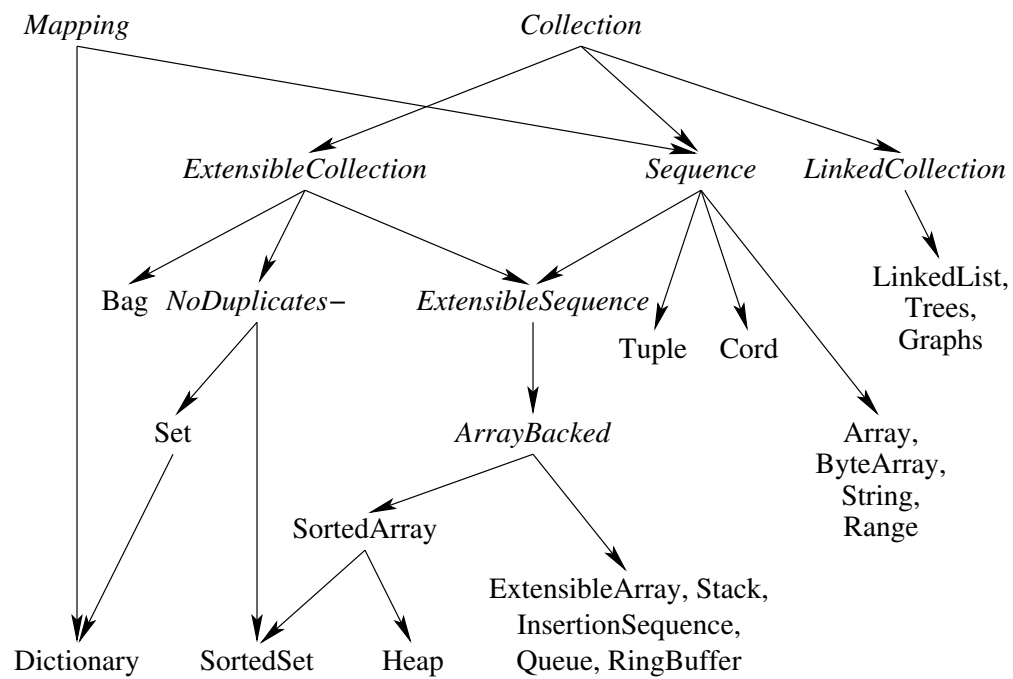 Mapping
Collection
ExtensibleCollection
Sequence
LinkedCollection
Bag
NoDuplicates–
ExtensibleSequence
LinkedList,
Trees,
Graphs
Tuple
Cord
Set
ArrayBacked
Array,
ByteArray,
String,
Range
SortedArray
ExtensibleArray, Stack,
InsertionSequence,
Queue, RingBuffer
Dictionary
SortedSet
Heap